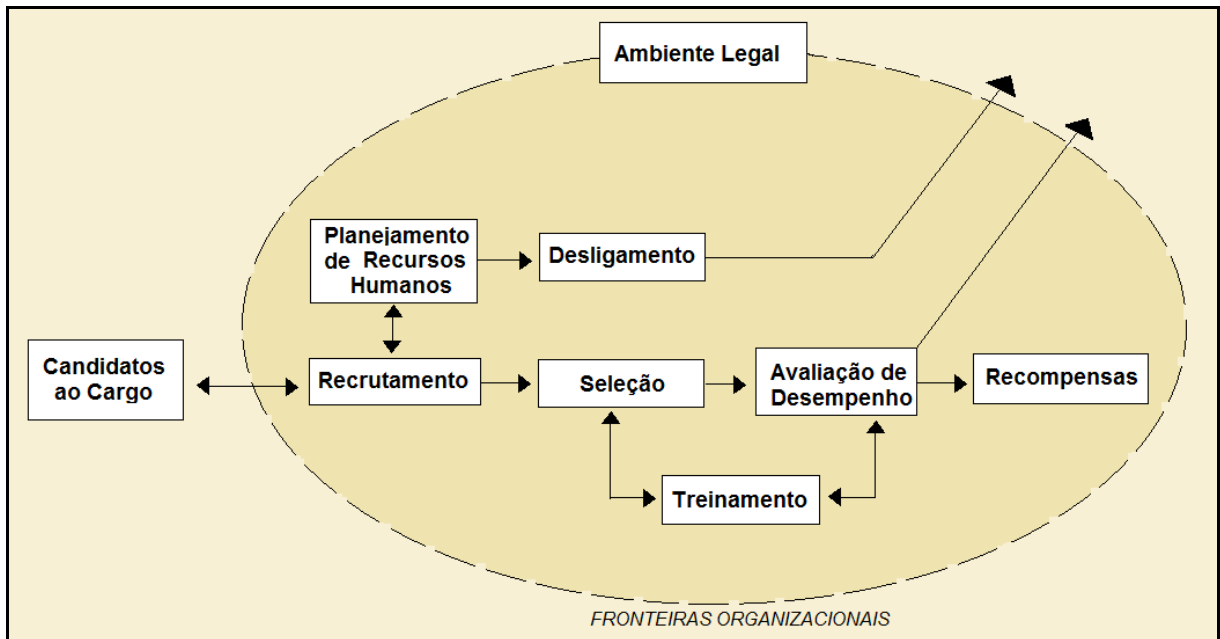 Ambiente Legal
Planejamento
de Recursos
Humanos
Desligamento
Candidatos
ao Cargo
Recrutamento
Seleção
Avaliação de
Desempenho
Recompensas
Treinamento
FRONTEIRAS ORGANIZACIONAIS